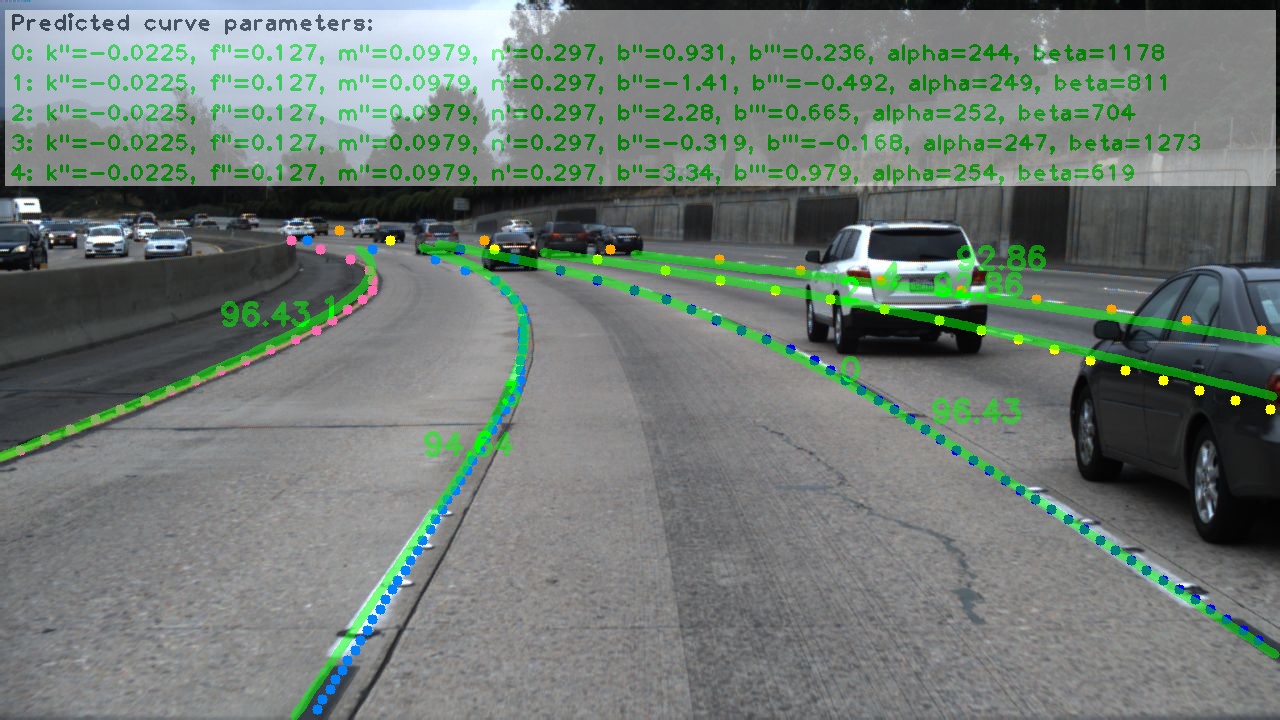 Predicted curve parameters:
0: k''=-0.0225, f''=0.127, m''=0.0979, n'=0.297, b''=0.931, b'''=0.236, alpha=244, beta=1178
1: k''=-0.0225, f''=0.127, m''=0.0979, n'=0.297, b''=-1.41, b'''=-0.492, alpha=249, beta=811
2: k''=-0.0225, f''=0.127, m''=0.0979, n'=0.297, b''=2.28, b'''=0.665, alpha=252, beta=704
3: k''=-0.0225, f''=0.127, m''=0.0979, n'=0.297, b''=-0.319, b'''=-0.168, alpha=247, beta=1273
4: k''=-0.0225, f''=0.127, m''=0.0979, n'=0.297, b''=3.34, b'''=0.979, alpha=254, beta=619
92.86
96.43 1
0
96.43
94.64